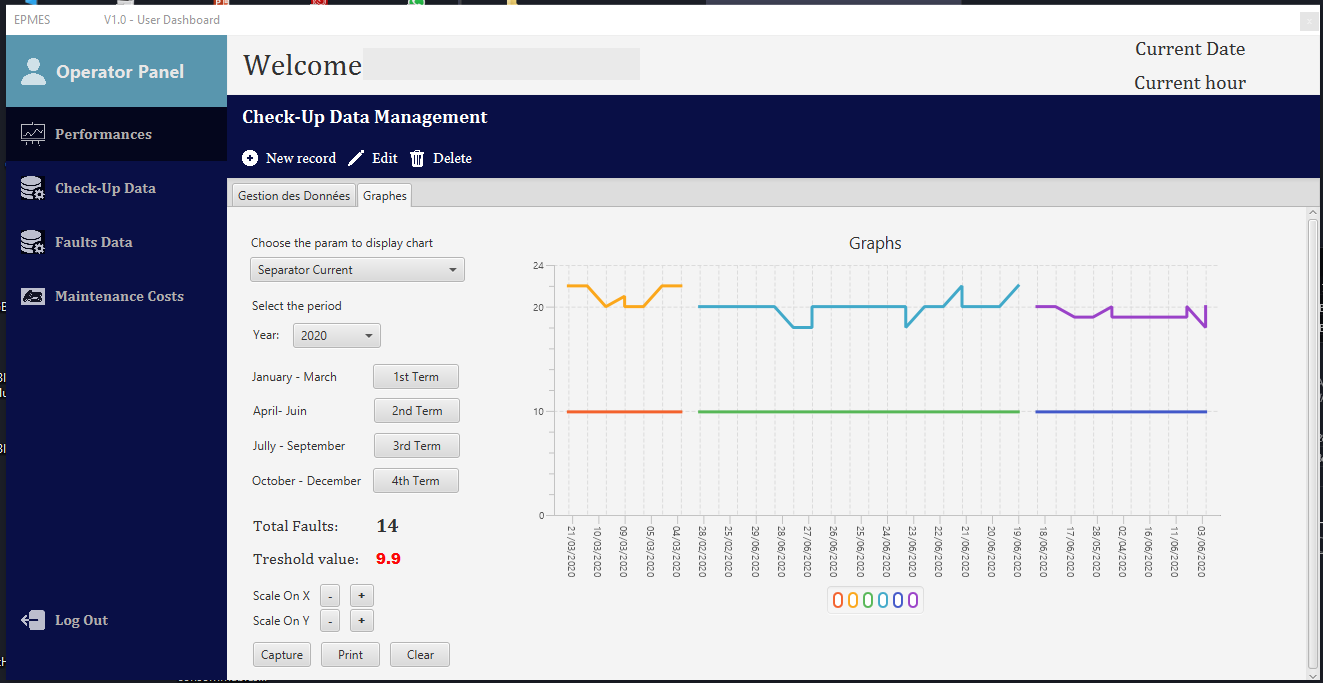 EPMES V1.0 - User Dashboard
Operator Panel
Performances
Check-Up Data
Faults Data
Maintenance Costs
Log Out
Welcome
Current Date
Current hour
Check-Up Data Management
New record Edit Delete
Gestion des Données Graphes
Choose the param to display chart
Separator Current
Select the period
Year: 2020
January - March 1st Term
April- Juin 2nd Term
Jully - September 3rd Term
October - December 4th Term
Total Faults: 14
Treshold value: 9.9
Scale On X - +
Scale On Y - +
Capture Print Clear
Graphs
24
20
10
0
21/03/2020
10/03/2020
09/03/2020
05/03/2020
04/03/2020
28/02/2020
25/02/2020
29/06/2020
28/06/2020
27/06/2020
26/06/2020
25/06/2020
24/06/2020
23/06/2020
22/06/2020
21/06/2020
20/06/2020
19/06/2020
18/06/2020
17/06/2020
28/05/2020
02/04/2020
16/06/2020
11/06/2020
03/06/2020